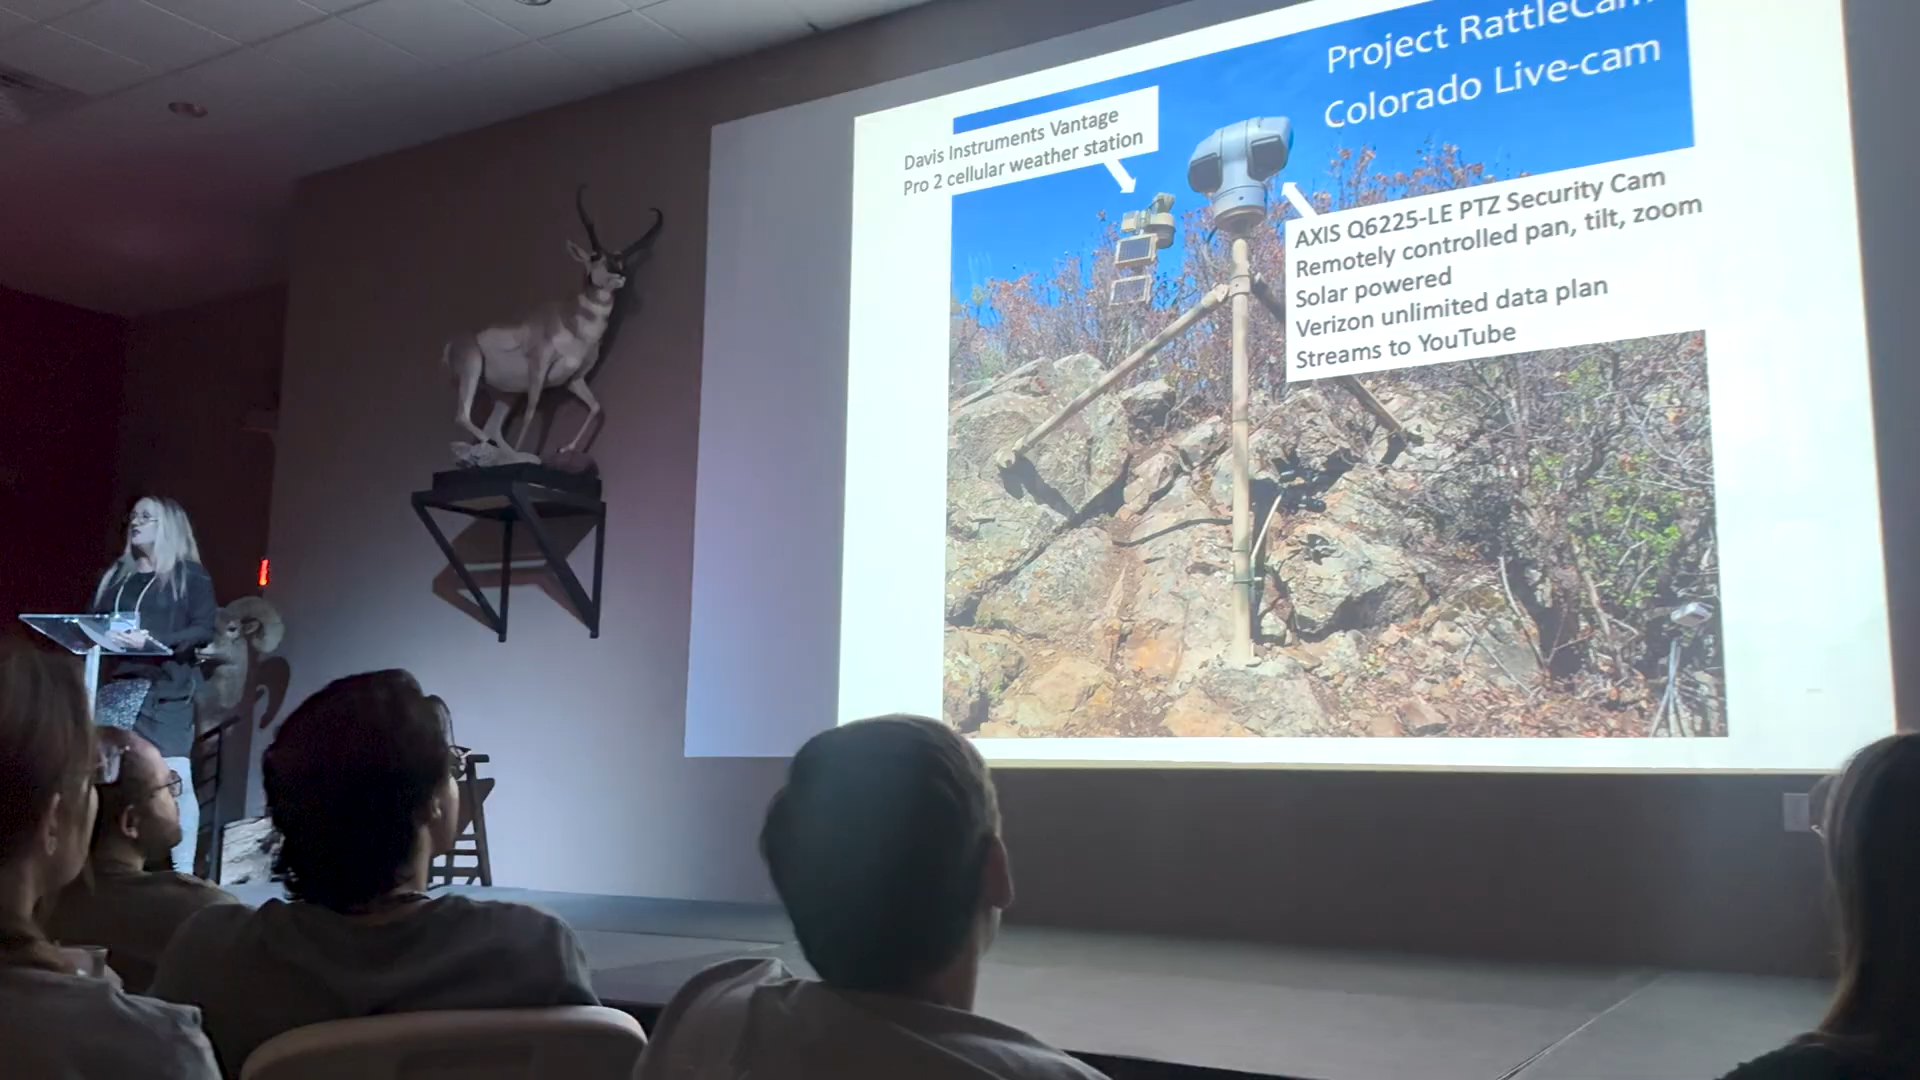 Project RattleCam
Colorado Live-cam
Davis Instruments Vantage
Pro 2 cellular weather station
AXIS Q6225-LE PTZ Security Cam
Remotely controlled pan, tilt, zoom
Solar powered
Verizon unlimited data plan
Streams to YouTube